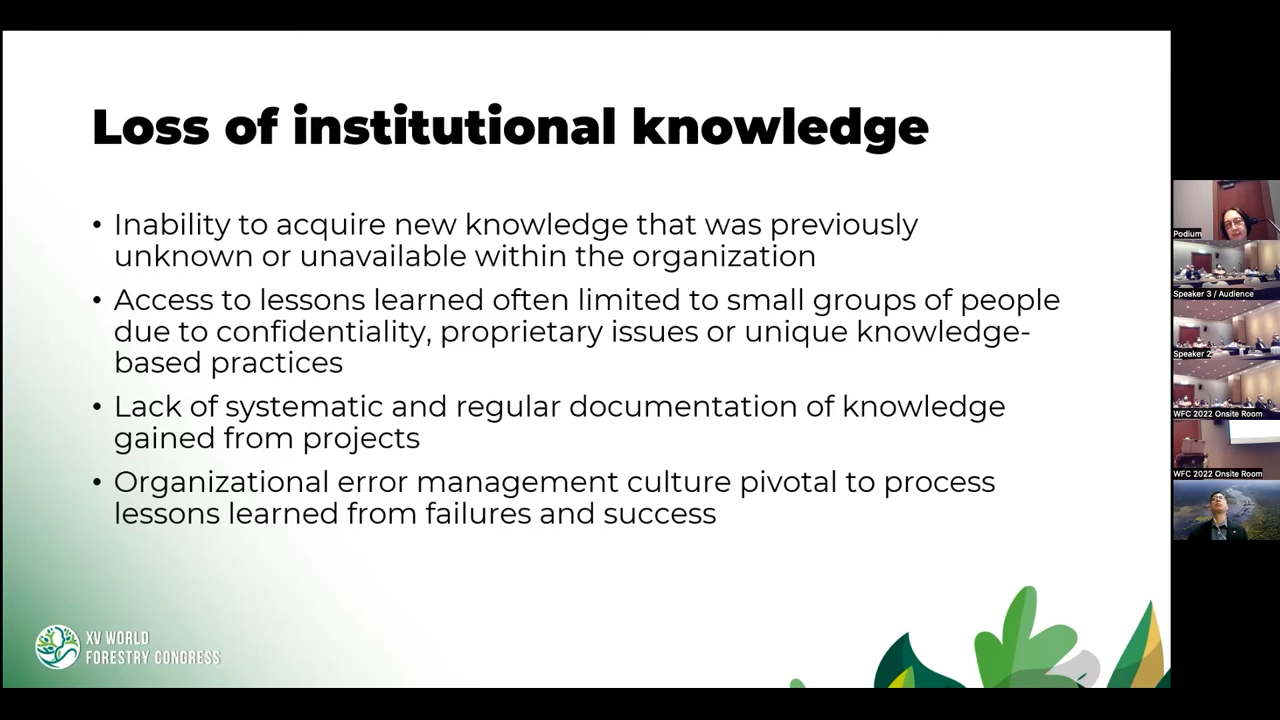 Loss of institutional knowledge
• Inability to acquire new knowledge that was previously
unknown or unavailable within the organization
• Access to lessons learned often limited to small groups of people
due to confidentiality, proprietary issues or unique knowledge-
based practices
• Lack of systematic and regular documentation of knowledge
gained from projects
• Organizational error management culture pivotal to process
lessons learned from failures and success
XV WORLD
FORESTRY CONGRESS
Podium
Speaker 3 / Audience
Speaker 2
WFC 2022 Onsite Room
WFC 2022 Onsite Room